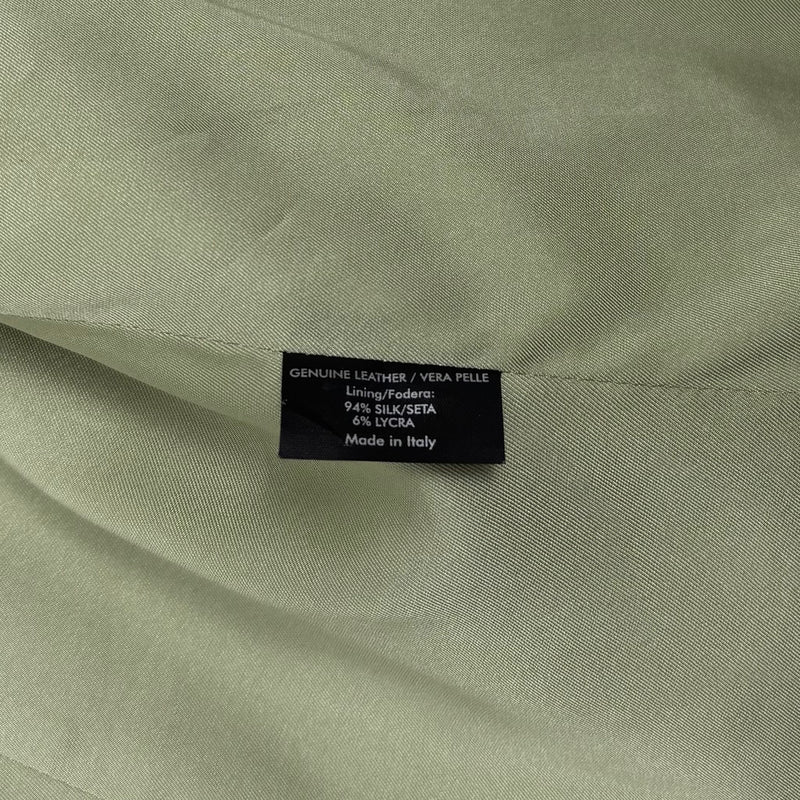 GENUINE LEATHER / VERA PELLE
Lining/Fodera:
94% SILK/SETA
6% LYCRA
Made in Italy